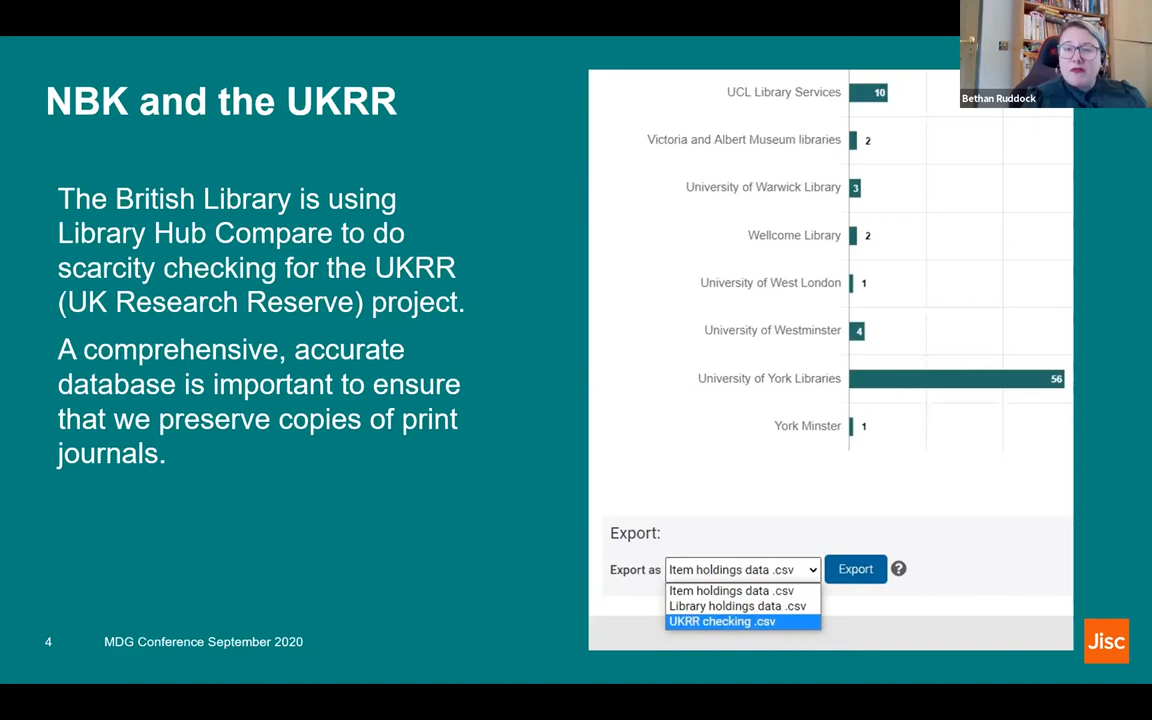 NBK and the UKRR
The British Library is using
Library Hub Compare to do
scarcity checking for the UKRR
(UK Research Reserve) project.
A comprehensive, accurate
database is important to ensure
that we preserve copies of print
journals.
UCL Library Services 10
Victoria and Albert Museum libraries 2
University of Warwick Library 3
Wellcome Library 2
University of West London 1
University of Westminster 4
University of York Libraries 56
York Minster 1
Export:
Export as Item holdings data .csv Export ?
Item holdings data .csv
Library holdings data .csv
UKRR checking .csv
Bethan Ruddock
4 MDG Conference September 2020
Jisc